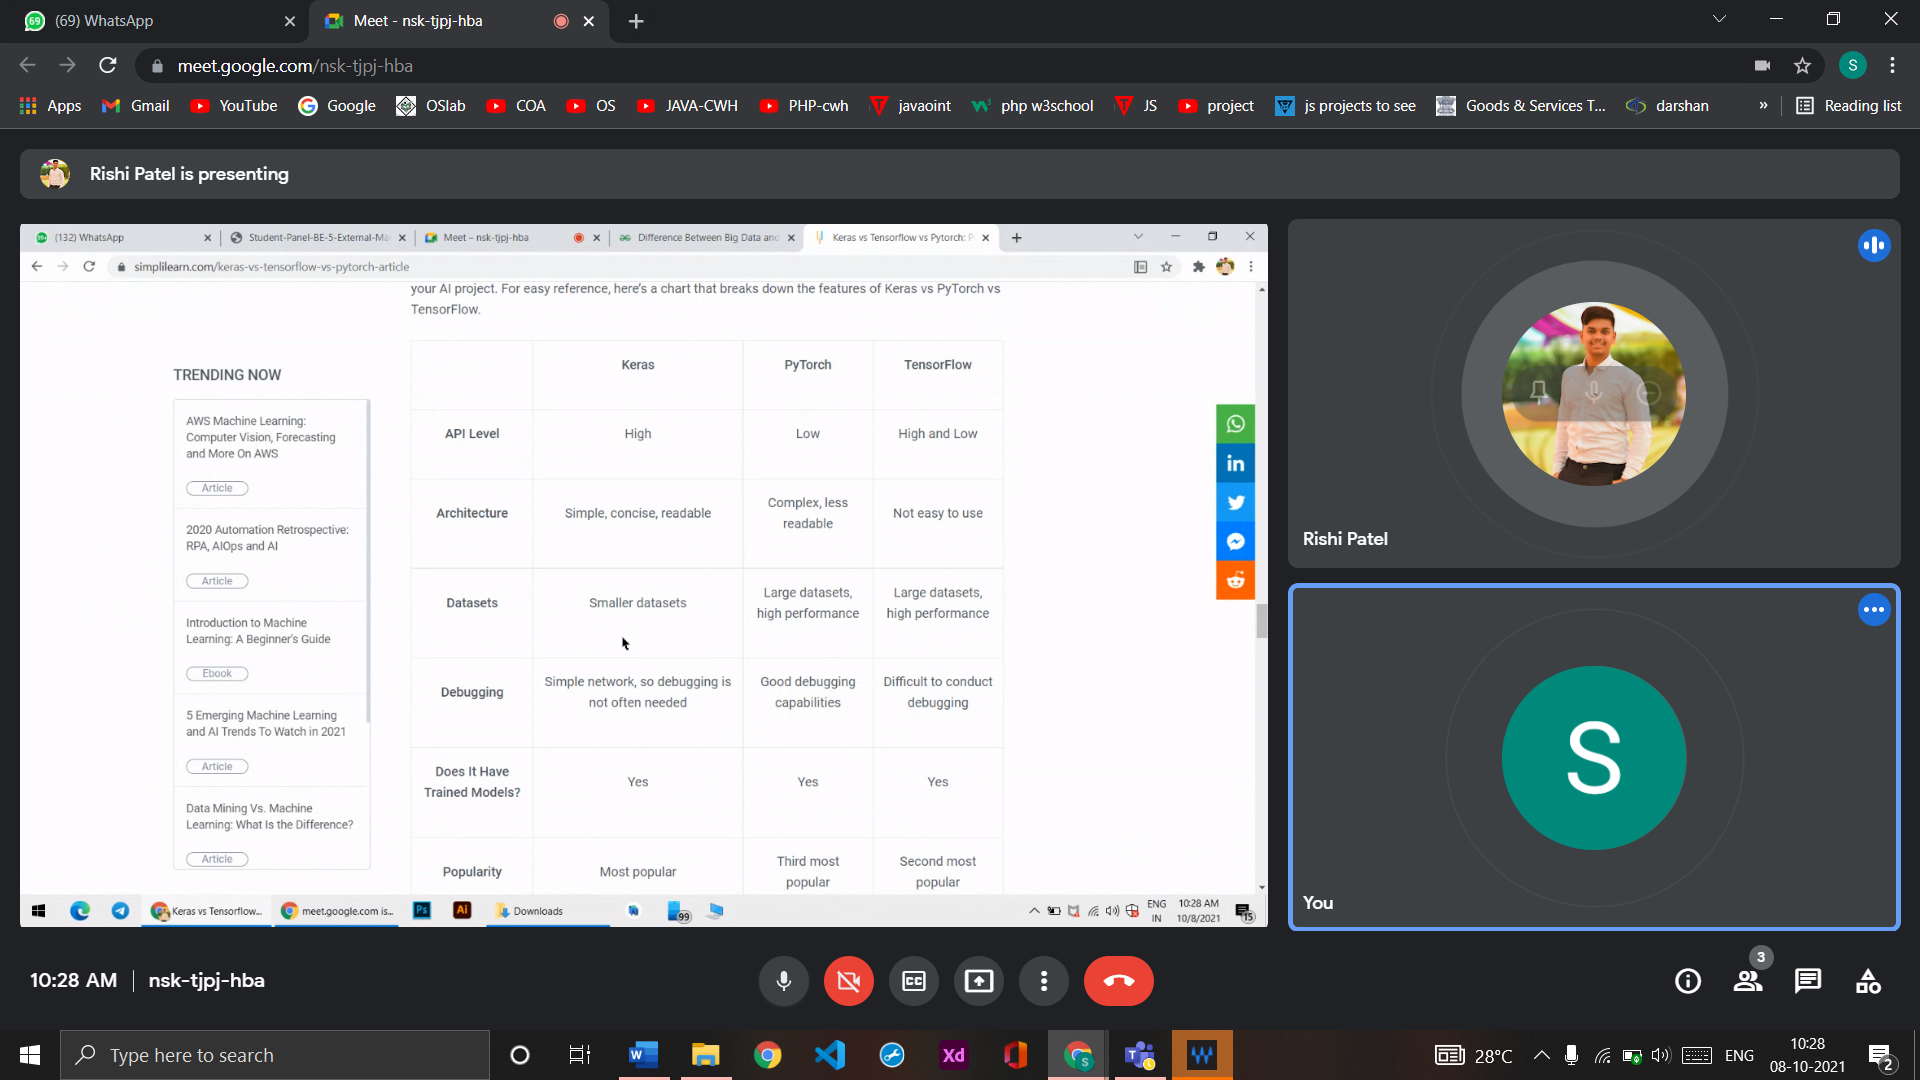 (69) WhatsApp
Meet - nsk-tjpj-hba
meet.google.com/nsk-tjpj-hba
S
Apps
Gmail
YouTube
Google
OSlab
COA
OS
JAVA-CWH
PHP-cwh
javaoint
php w3school
JS
project
js projects to see
Goods & Services T...
darshan
»
Reading list
Rishi Patel is presenting
(132) WhatsApp
Student-Panel-BE-5-External-Ma
Meet – nsk-tjpj-hba
Difference Between Big Data and
Keras vs Tensorflow vs Pytorch: P
simplilearn.com/keras-vs-tensorflow-vs-pytorch-article
your AI project. For easy reference, here's a chart that breaks down the features of Keras vs PyTorch vs
TensorFlow.
TRENDING NOW
AWS Machine Learning:
Computer Vision, Forecasting
and More On AWS
Article
2020 Automation Retrospective:
RPA, AIOps and AI
Article
Introduction to Machine
Learning: A Beginner's Guide
Ebook
5 Emerging Machine Learning
and AI Trends To Watch in 2021
Article
Data Mining Vs. Machine
Learning: What Is the Difference?
Article
Keras PyTorch TensorFlow
API Level High Low High and Low
Architecture Simple, concise, readable Complex, less readable Not easy to use
Datasets Smaller datasets Large datasets, high performance Large datasets, high performance
Debugging Simple network, so debugging is not often needed Good debugging capabilities Difficult to conduct debugging
Does It Have Trained Models? Yes Yes Yes
Popularity Most popular Third most popular Second most popular
in
Keras vs Tensorflow...
meet.google.com is...
Ps
Ai
Downloads
99
ENG
IN
10:28 AM
10/8/2021
15
Rishi Patel
S
You
10:28 AM
nsk-tjpj-hba
CC
3
Type here to search
W
Xd
S
T
28°C
ENG
10:28
08-10-2021
2